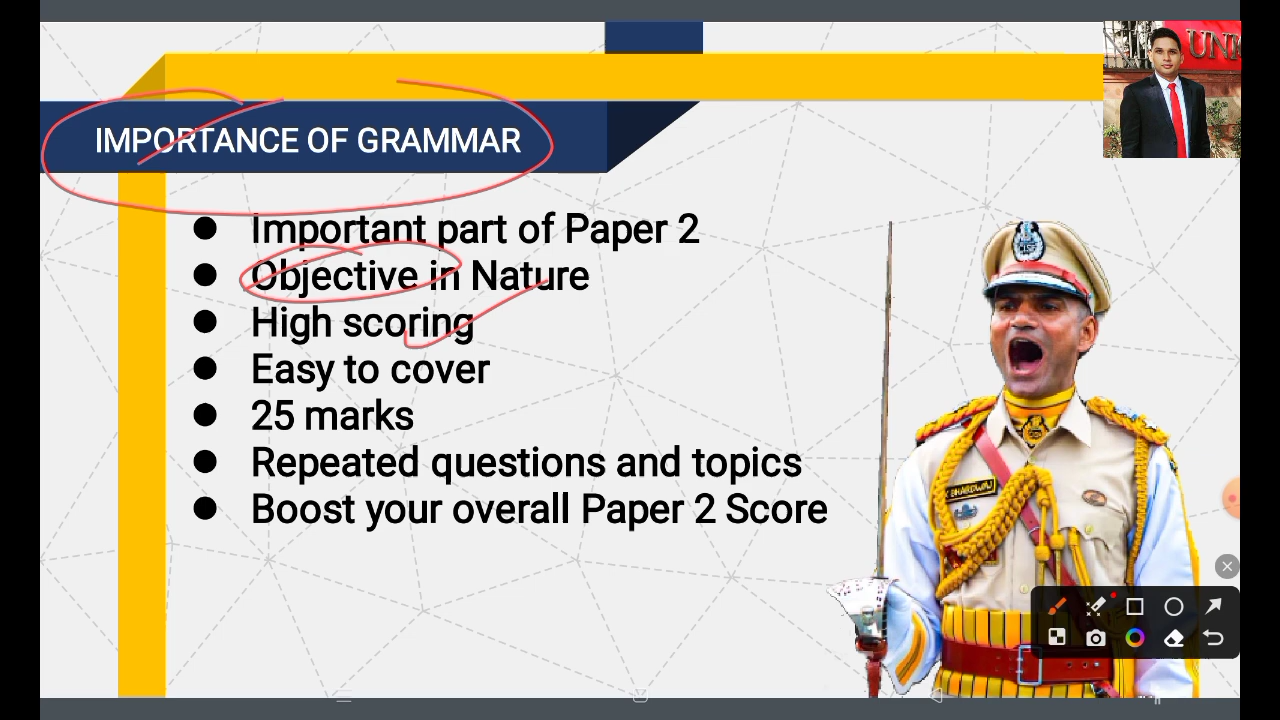 UNI
IMPORTANCE OF GRAMMAR
● Important part of Paper 2
● Objective in Nature
● High scoring
● Easy to cover
● 25 marks
● Repeated questions and topics
● Boost your overall Paper 2 Score